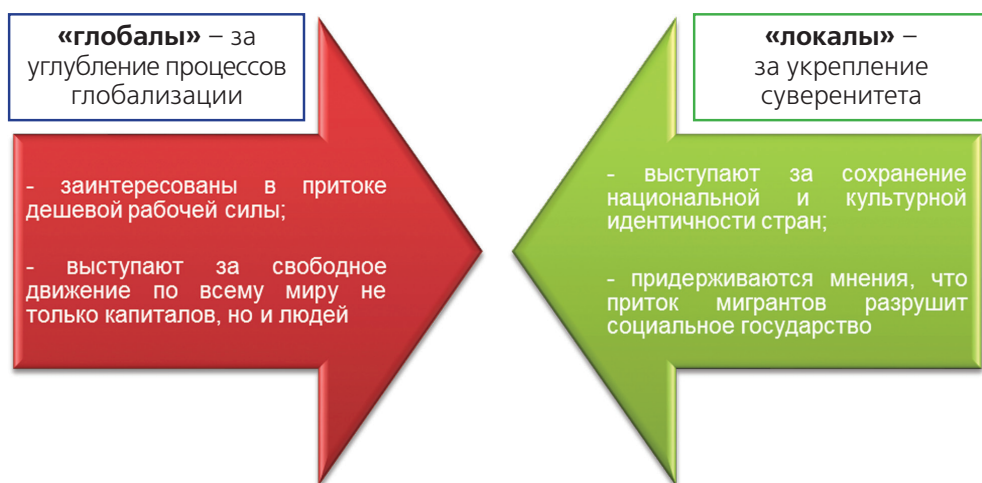 «глобалы» – за
углубление процессов
глобализации
- заинтересованы в притоке
дешевой рабочей силы;
- выступают за свободное
движение по всему миру не
только капиталов, но и людей
«локалы» –
за укрепление
суверенитета
- выступают за сохранение
национальной и культурной
идентичности стран;
- придерживаются мнения, что
приток мигрантов разрушит
социальное государство